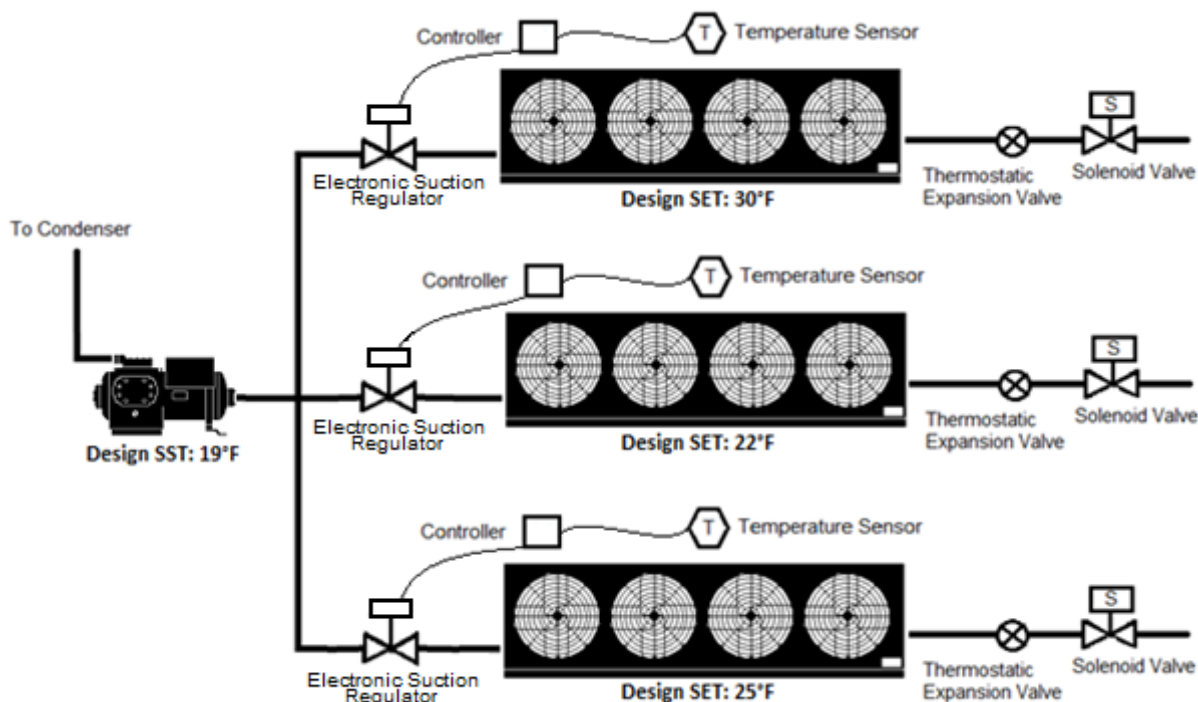 Controller
T
Temperature Sensor
S
Electronic Suction
Regulator
Thermostatic
Expansion Valve
Solenoid Valve
Design SET: 30°F
To Condenser
Controller
T
Temperature Sensor
S
Electronic Suction
Regulator
Thermostatic
Expansion Valve
Solenoid Valve
Design SET: 22°F
Design SST: 19°F
Controller
T
Temperature Sensor
S
Electronic Suction
Regulator
Thermostatic
Expansion Valve
Solenoid Valve
Design SET: 25°F